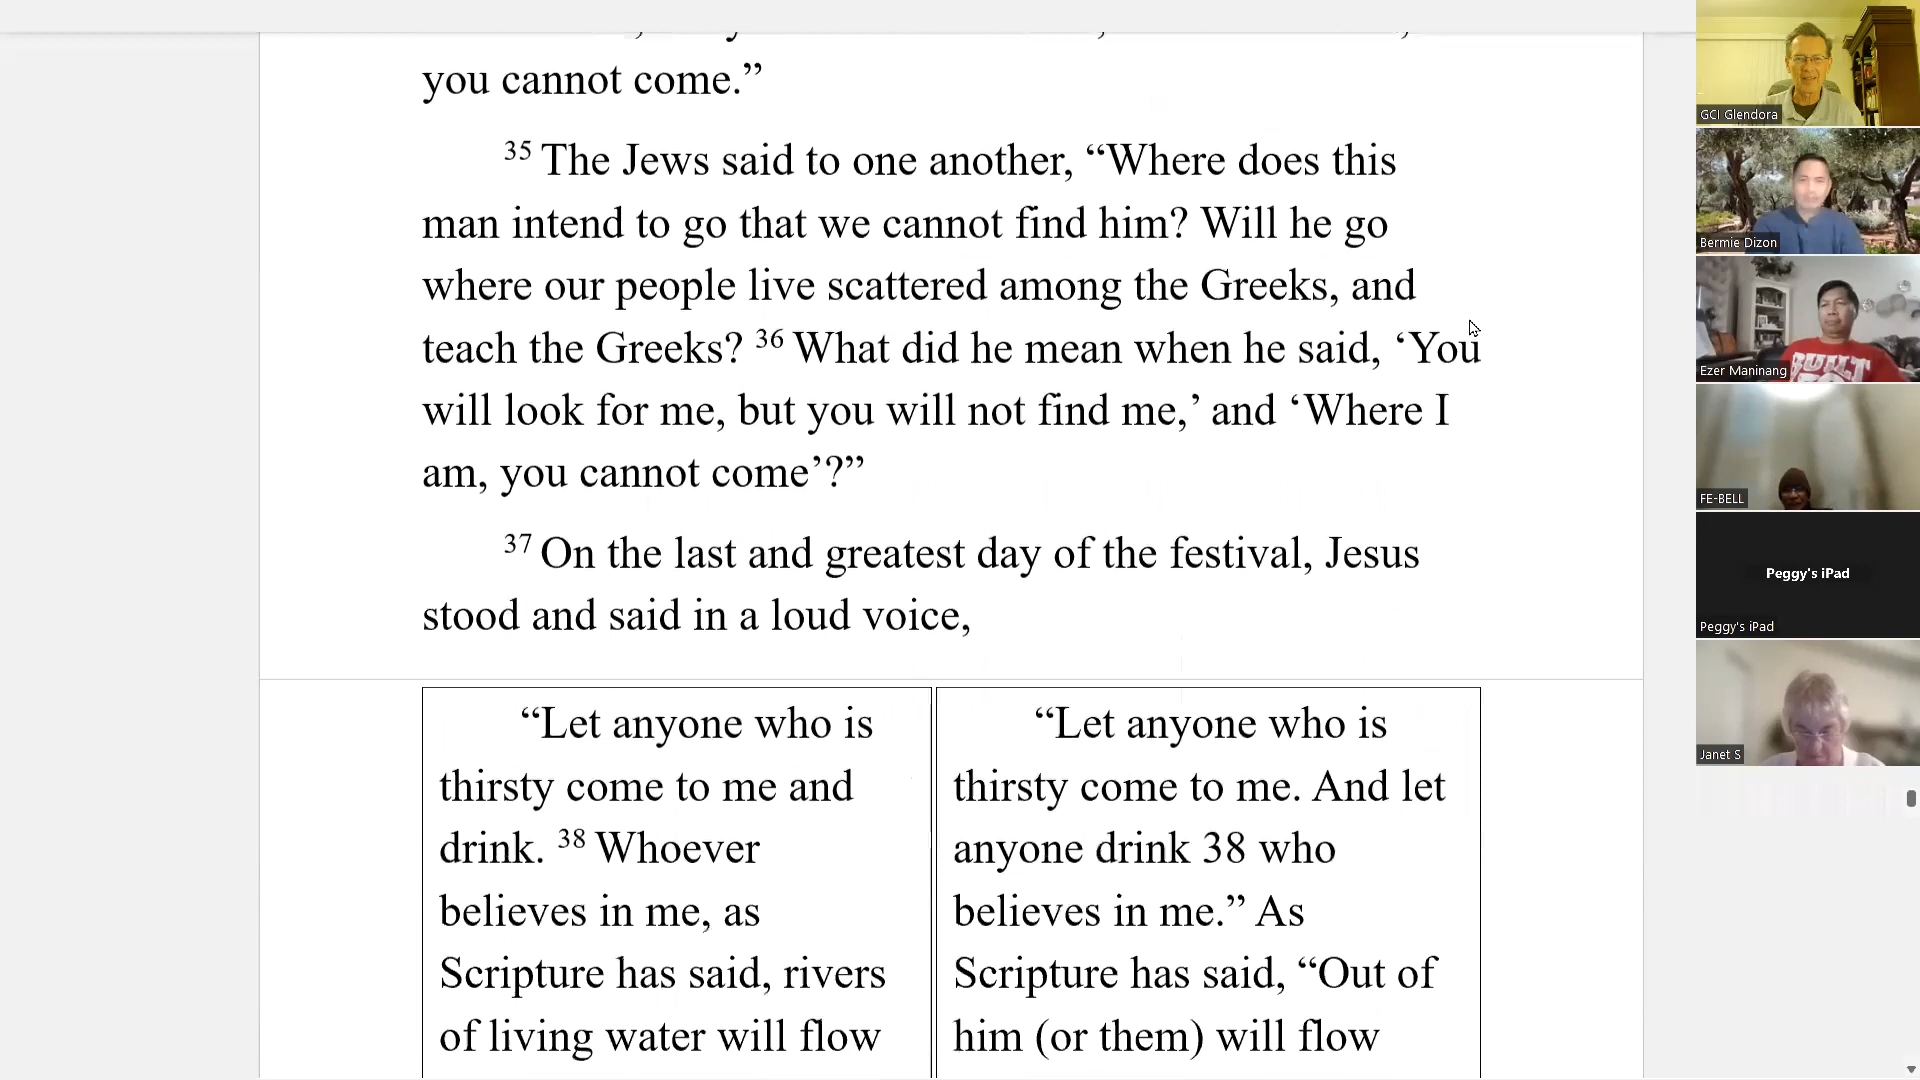 you cannot come.”
35 The Jews said to one another, “Where does this
man intend to go that we cannot find him? Will he go
where our people live scattered among the Greeks, and
teach the Greeks? 36 What did he mean when he said, ‘You
will look for me, but you will not find me,’ and ‘Where I
am, you cannot come’?”
37 On the last and greatest day of the festival, Jesus
stood and said in a loud voice,
“Let anyone who is
thirsty come to me and
drink. 38 Whoever
believes in me, as
Scripture has said, rivers
of living water will flow
“Let anyone who is
thirsty come to me. And let
anyone drink 38 who
believes in me.” As
Scripture has said, “Out of
him (or them) will flow
GCI Glendora
Bermie Dizon
BUILT
Ezer Maninang
FE-BELL
Peggy's iPad
Peggy's iPad
Janet S